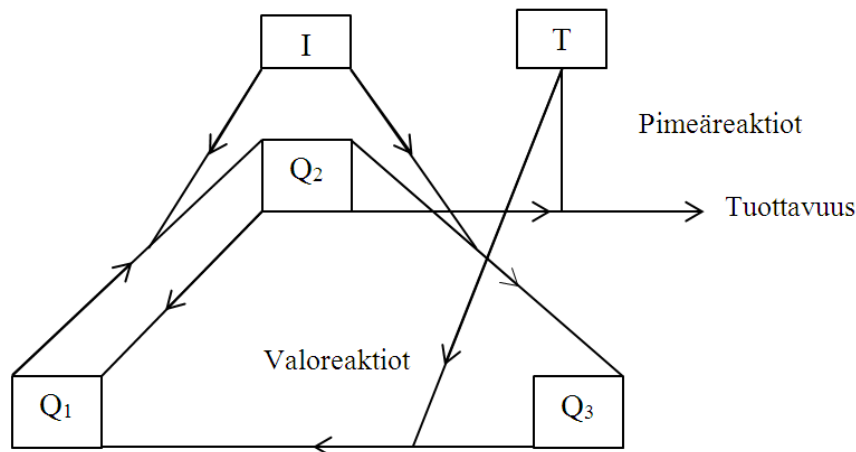 I
T
Pimeäreaktiot
Q₂
Tuottavuus
Valoreaktiot
Q₁
Q₃